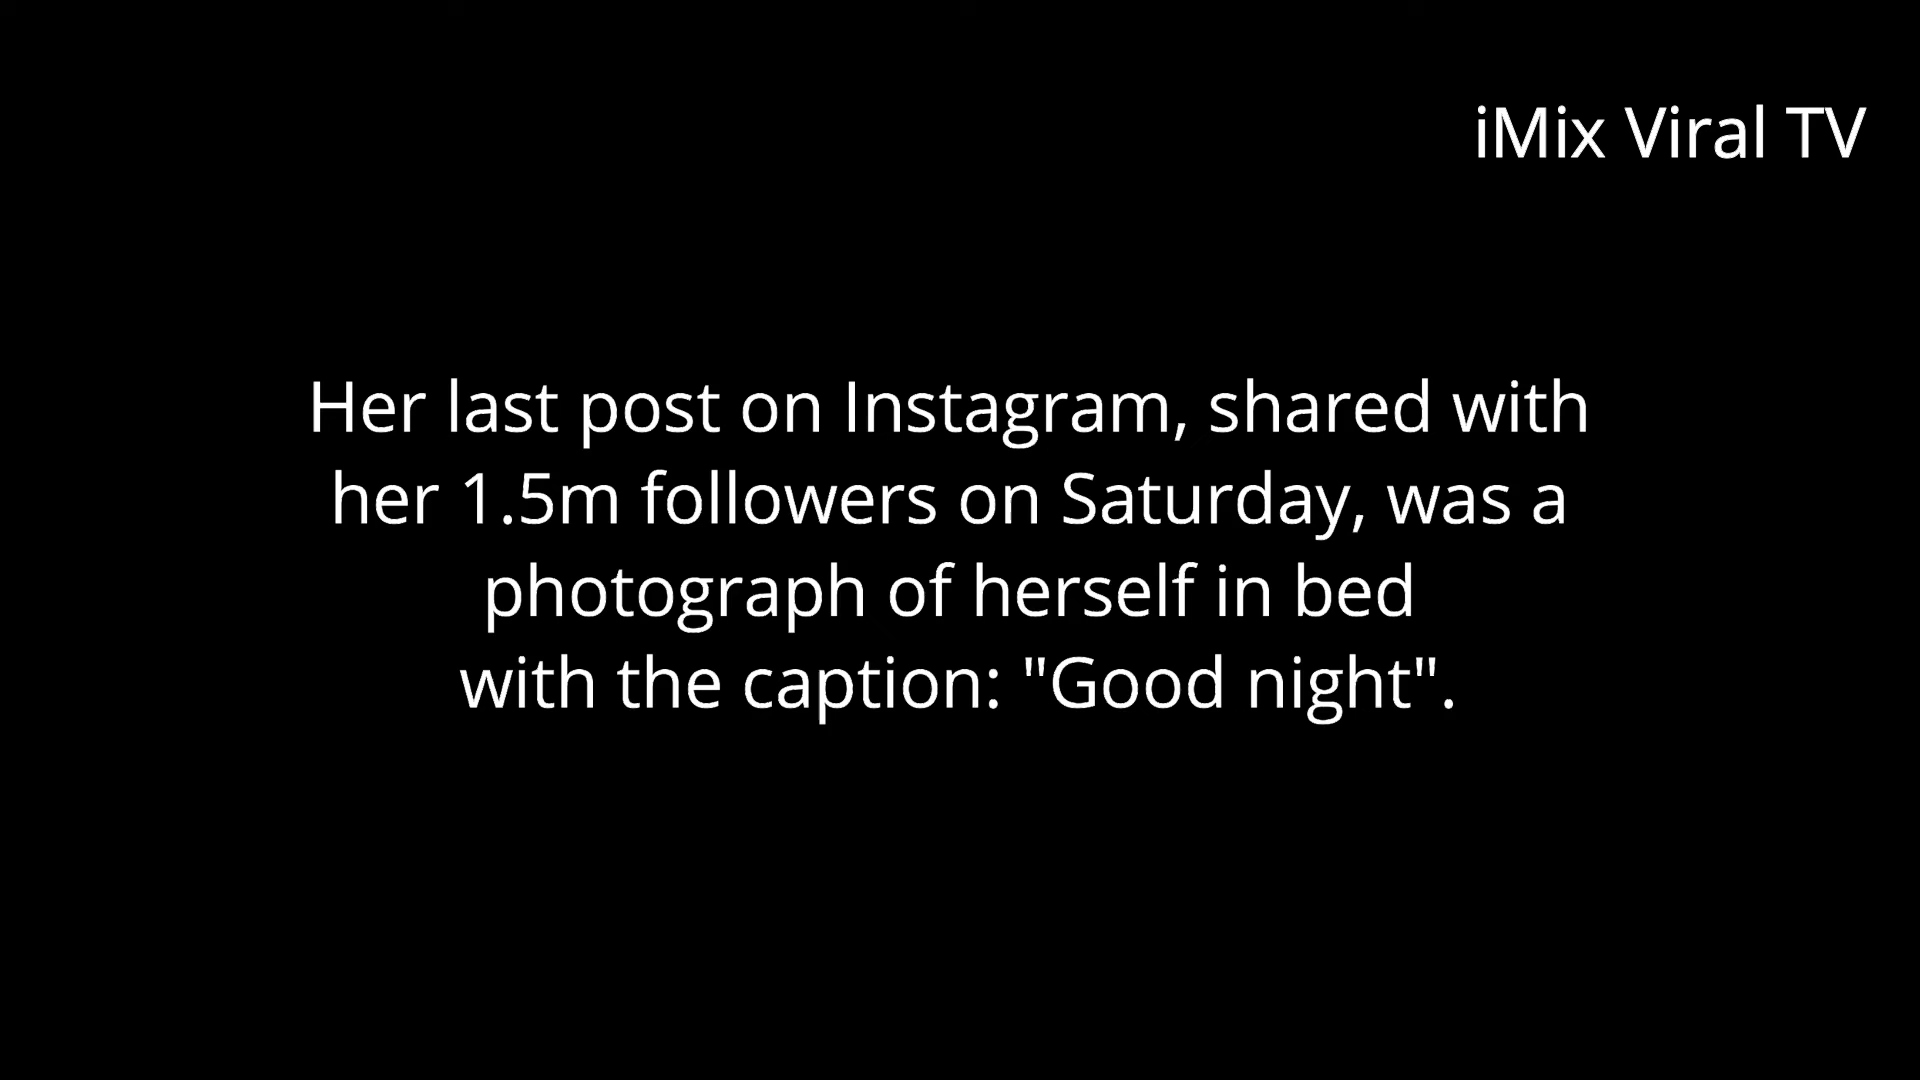 iMix Viral TV
Her last post on Instagram, shared with
her 1.5m followers on Saturday, was a
photograph of herself in bed
with the caption: "Good night".